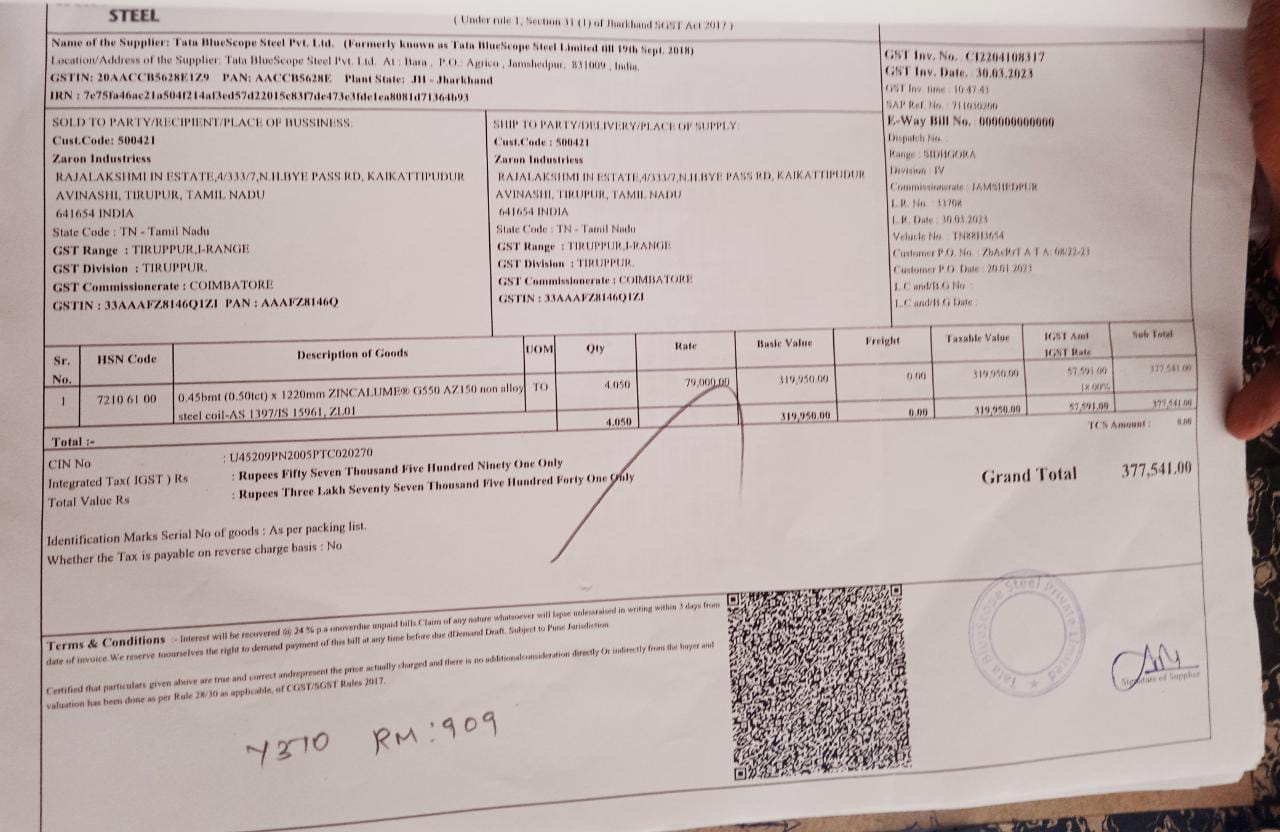 STEEL
( Under rule 1, Section 31 (1) of Jharkhand SGST Act 2017 )
Name of the Supplier: Tata BlueScope Steel Pvt. Ltd. (Formerly known as Tata BlueScope Steel Limited till 19th Sept. 2018)
Location/Address of the Supplier: Tata BlueScope Steel Pvt. Ltd. At : Bara , P.O.: Agrico , Jamshedpur, 831009 , India.
GSTIN: 20AACCB5628E1Z9 PAN: AACCB5628E Plant State: JH - Jharkhand
IRN : 7e75fa46ac21a504f214af3ed57d22015e83f7de473e3fde1ea8081d71364b93
GST Inv. No. CI2204108317
GST Inv. Date. 30.03.2023
GST Inv. time : 10:47:43
SAP Ref. No. : 711030200
E-Way Bill No. :000000000000
Dispatch No. :
Range : SIDHGORA
Division : IV
Commissionerate : JAMSHEDPUR
L.R. No. : 33708
L.R. Date : 30.03.2023
Vehicle No. : TN88H3654
Customer P.O. No. : A T A: 08/22-23
Customer P.O. Date : 20.01.2023
L.C and/B.G No :
L.C and/B.G Date :
SOLD TO PARTY/RECIPIENT/PLACE OF BUSSINESS:
Cust.Code: 500421
Zaron Industriess
RAJALAKSHMI IN ESTATE,4/333/7,N.H.BYE PASS RD, KAIKATTIPUDUR
AVINASHI, TIRUPUR, TAMIL NADU
641654 INDIA
State Code : TN - Tamil Nadu
GST Range : TIRUPPUR,I-RANGE
GST Division : TIRUPPUR.
GST Commissionerate : COIMBATORE
GSTIN : 33AAAFZ8146Q1ZI PAN : AAAFZ8146Q
SHIP TO PARTY/DELIVERY/PLACE OF SUPPLY:
Cust.Code : 500421
Zaron Industriess
RAJALAKSHMI IN ESTATE,4/333/7,N.H.BYE PASS RD, KAIKATTIPUDUR
AVINASHI, TIRUPUR, TAMIL NADU
641654 INDIA
State Code : TN - Tamil Nadu
GST Range : TIRUPPUR,I-RANGE
GST Division : TIRUPPUR.
GST Commissionerate : COIMBATORE
GSTIN : 33AAAFZ8146Q1ZI
Sr. No. HSN Code Description of Goods UOM Qty Rate Basic Value Freight Taxable Value IGST Amt IGST Rate Sub Total
1 7210 61 00 0.45bmt (0.50tct) x 1220mm ZINCALUME® G550 AZ150 non alloy TO 4.050 79,000.00 319,950.00 0.00 319,950.00 57,591.00 377,541.00
steel coil-AS 1397/IS 15961, ZL01 18.00%
Total :- 4.050 319,950.00 0.00 319,950.00 57,591.00 377,541.00
TCS Amount : 0.00
CIN No : U45209PN2005PTC020270
Integrated Tax( IGST ) Rs : Rupees Fifty Seven Thousand Five Hundred Ninety One Only
Total Value Rs : Rupees Three Lakh Seventy Seven Thousand Five Hundred Forty One Only
Grand Total 377,541.00
Identification Marks Serial No of goods : As per packing list.
Whether the Tax is payable on reverse charge basis : No
Terms & Conditions :- Interest will be recovered @ 24 % p.a onoverdue unpaid bills.Claim of any nature whatsoever will lapse unlessraised in writing within 3 days from
date of invoice.We reserve toourselves the right to demand payment of this bill at any time before due dDemand Draft. Subject to Pune Jurisdiction.
Certified that particulars given above are true and correct andrepresent the price actually charged and there is no additionalconsideration directly Or indirectly from the buyer and
valuation has been done as per Rule 28/30 as applicable, of CGST/SGST Rules 2017.
Tata BlueScope Steel Private Limited
Signature of Supplier
Y370 RM:909